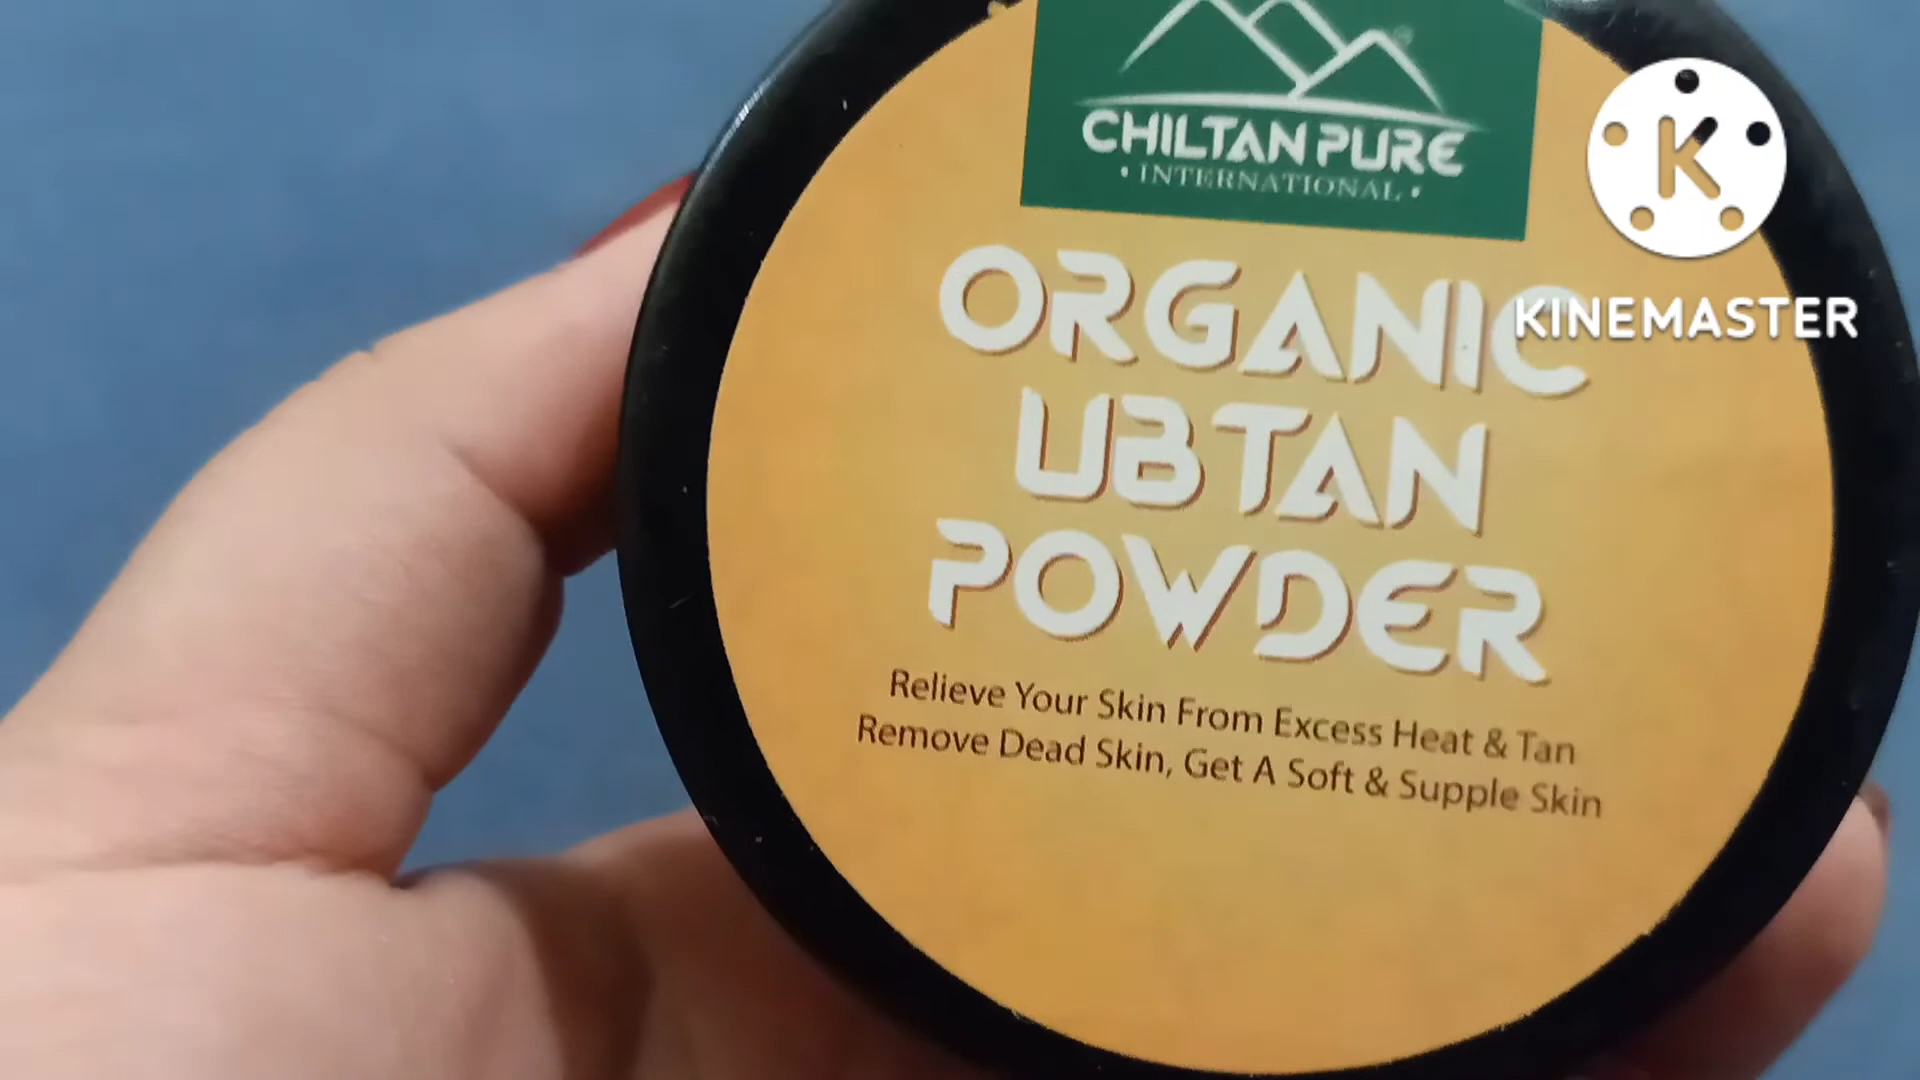 CHILTAN PURE
• INTERNATIONAL •
ORGANIC
UBTAN
POWDER
Relieve Your Skin From Excess Heat & Tan
Remove Dead Skin, Get A Soft & Supple Skin
K
KINEMASTER